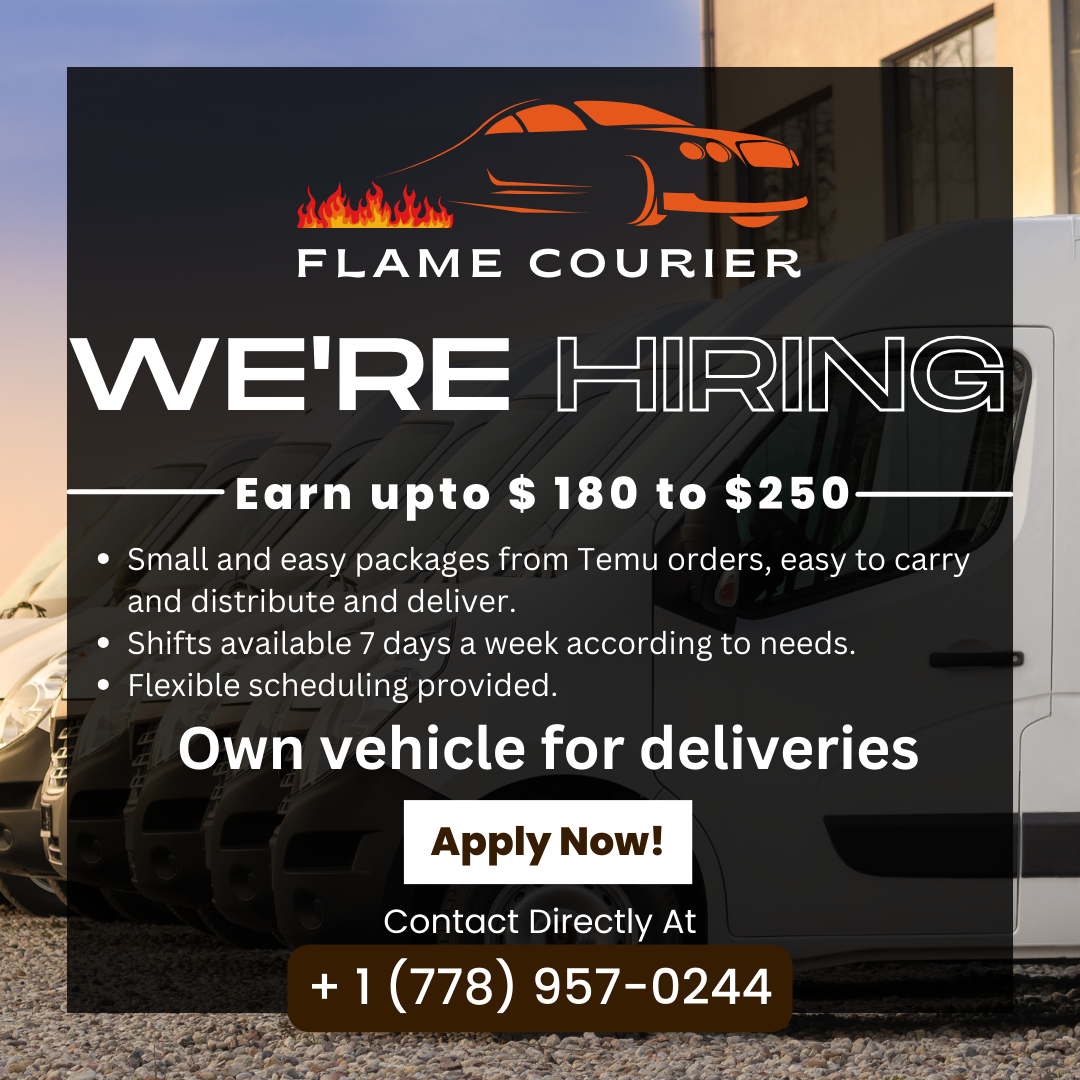 FLAME COURIER
WE'RE HIRING
Earn upto $ 180 to $250
• Small and easy packages from Temu orders, easy to carry
and distribute and deliver.
• Shifts available 7 days a week according to needs.
• Flexible scheduling provided.
Own vehicle for deliveries
Apply Now!
Contact Directly At
+ 1 (778) 957-0244